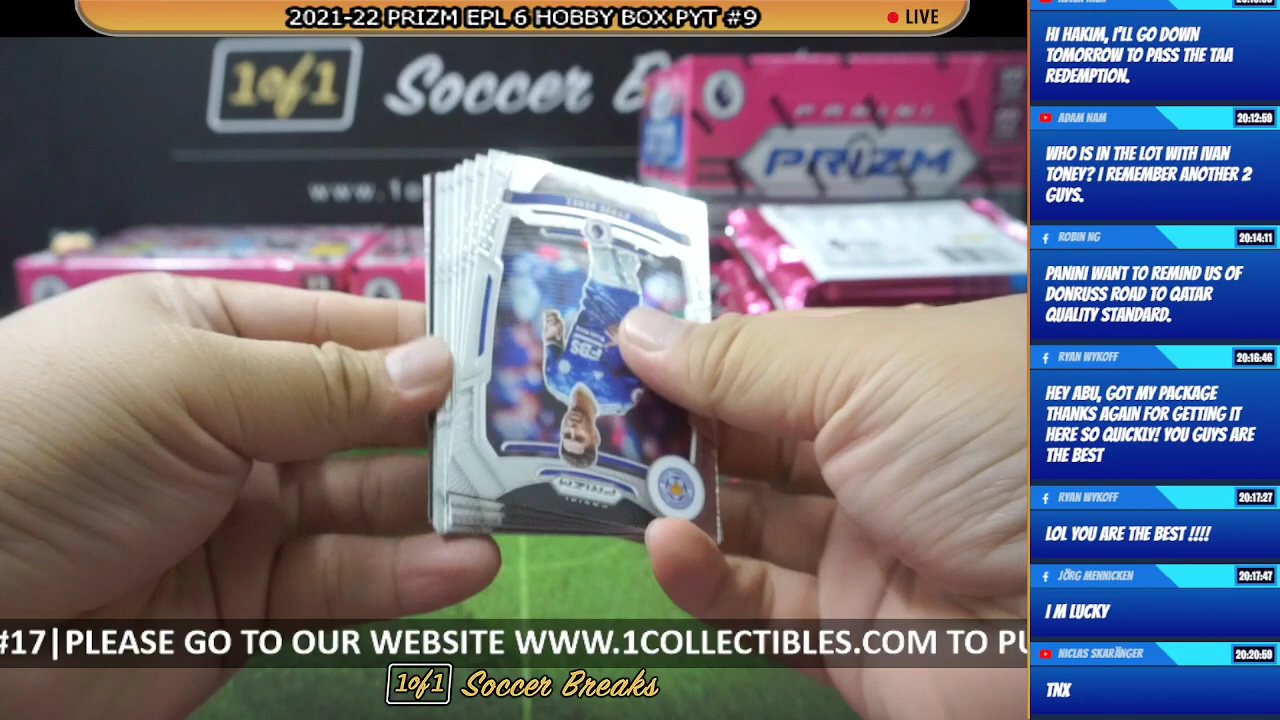 2021-22 PRIZM EPL 6 HOBBY BOX PYT #9
LIVE
1of1 Soccer B
www.1o
PANINI
PRIZM
FBS
PRIZM
#17|PLEASE GO TO OUR WEBSITE WWW.1COLLECTIBLES.COM TO PU
1of1 Soccer Breaks
HI HAKIM, I'LL GO DOWN
TOMORROW TO PASS THE TAA
REDEMPTION.
ADAM NAM 20:12:59
WHO IS IN THE LOT WITH IVAN
TONEY? I REMEMBER ANOTHER 2
GUYS.
ROBIN NG 20:14:11
PANINI WANT TO REMIND US OF
DONRUSS ROAD TO QATAR
QUALITY STANDARD.
RYAN WYKOFF 20:16:46
HEY ABU, GOT MY PACKAGE
THANKS AGAIN FOR GETTING IT
HERE SO QUICKLY! YOU GUYS ARE
THE BEST
RYAN WYKOFF 20:17:27
LOL YOU ARE THE BEST !!!!
JÖRG MENNICKEN 20:17:47
I M LUCKY
NICLAS SKARÄNGER 20:20:59
TNX